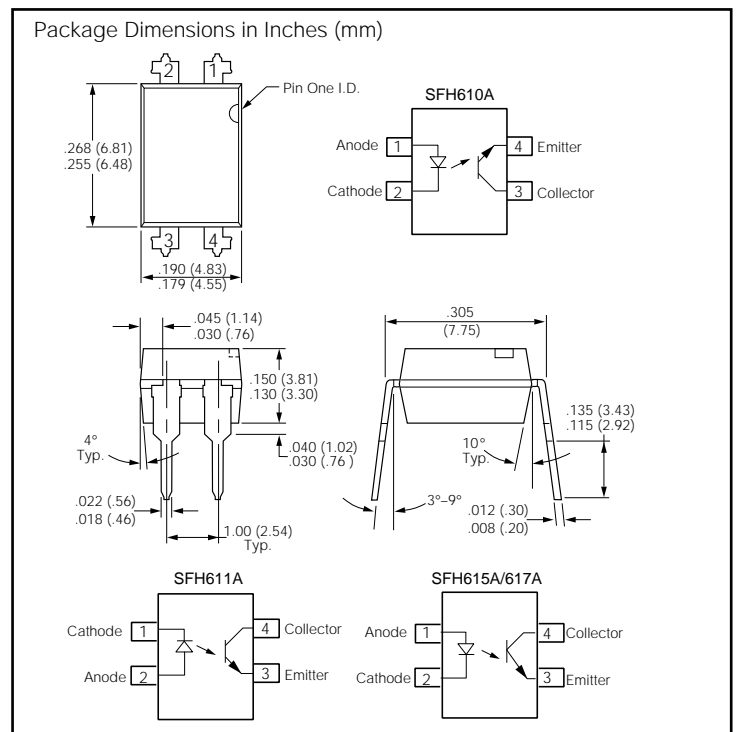 Package Dimensions in Inches (mm)
2 1
Pin One I.D.
.268 (6.81)
.255 (6.48)
3 4
.190 (4.83)
.179 (4.55)
SFH610A
Anode 1 4 Emitter
Cathode 2 3 Collector
.045 (1.14)
.030 (.76)
.150 (3.81)
.130 (3.30)
4°
Typ.
.040 (1.02)
.030 (.76 )
.022 (.56)
.018 (.46)
1.00 (2.54)
Typ.
.305
(7.75)
.135 (3.43)
.115 (2.92)
10°
Typ.
3°–9°
.012 (.30)
.008 (.20)
SFH611A
Cathode 1 4 Collector
Anode 2 3 Emitter
SFH615A/617A
Anode 1 4 Collector
Cathode 2 3 Emitter